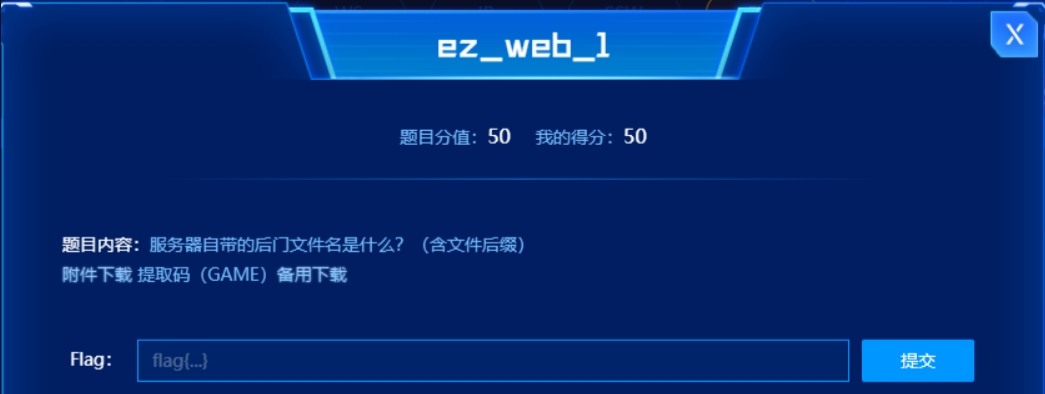 ez_web_1
X
题目分值：50 我的得分：50
题目内容：服务器自带的后门文件名是什么？（含文件后缀）
附件下载 提取码（GAME）备用下载
Flag： flag{...} 提交